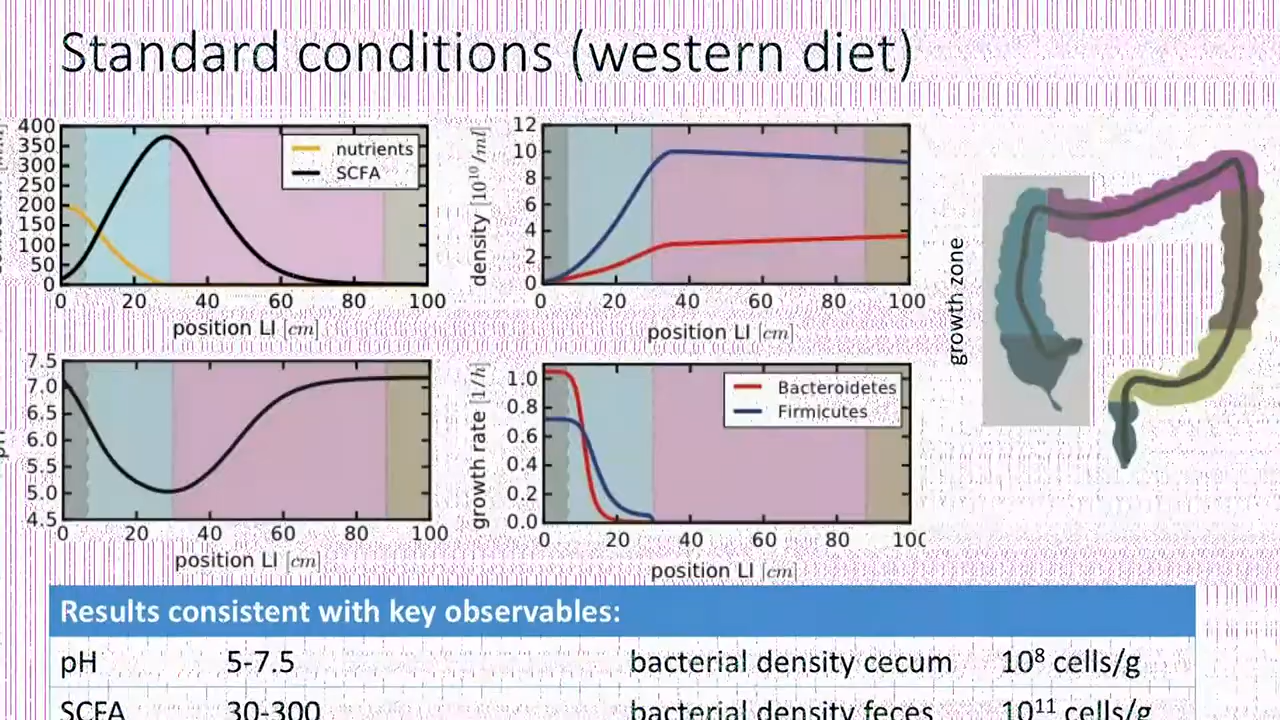 Standard conditions (western diet)
400
350
300
250
200
150
100
50
0
nutrients
SCFA
0 20 40 60 80 100
position LI [cm]
density [10¹⁰/ml]
12
10
8
6
4
2
0
0 20 40 60 80 100
position LI [cm]
growth zone
pH
7.5
7.0
6.5
6.0
5.5
5.0
4.5
0 20 40 60 80 100
position LI [cm]
growth rate [1/h]
1.0
0.8
0.6
0.4
0.2
0.0
Bacteroidetes
Firmicutes
0 20 40 60 80 100
position LI [cm]
Results consistent with key observables:
pH 5-7.5 bacterial density cecum 10⁸ cells/g
SCFA 30-300 bacterial density feces 10¹¹ cells/g